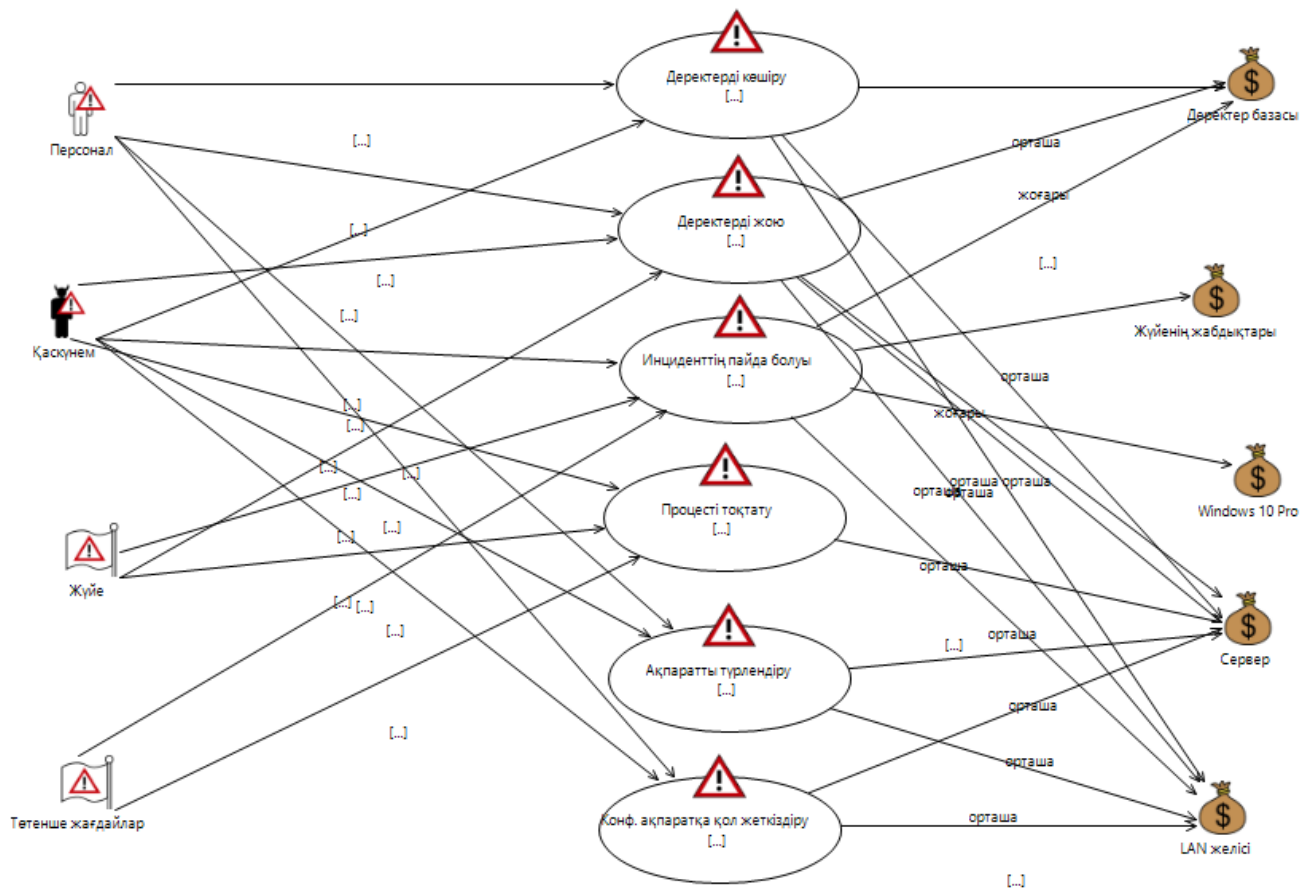 Деректерді көшіру
[...]
Деректер базасы
Персонал
[...]
орташа
жоғары
Деректерді жою
[...]
[...]
[...]
[...]
[...]
Жүйенің жабдықтары
Қаскүнем
Инциденттің пайда болуы
[...]
орташа
[...]
[...]
жоғары
[...]
[...]
[...]
орташа
орташа
орташа
орташа
Windows 10 Pro
Процесті тоқтату
[...]
[...]
[...]
орташа
Жүйе
[...]
[...]
[...]
орташа
[...]
Сервер
Ақпаратты түрлендіру
[...]
орташа
[...]
орташа
Төтенше жағдайлар
Конф. ақпаратқа қол жеткіздіру
[...]
орташа
LAN желісі
[...]